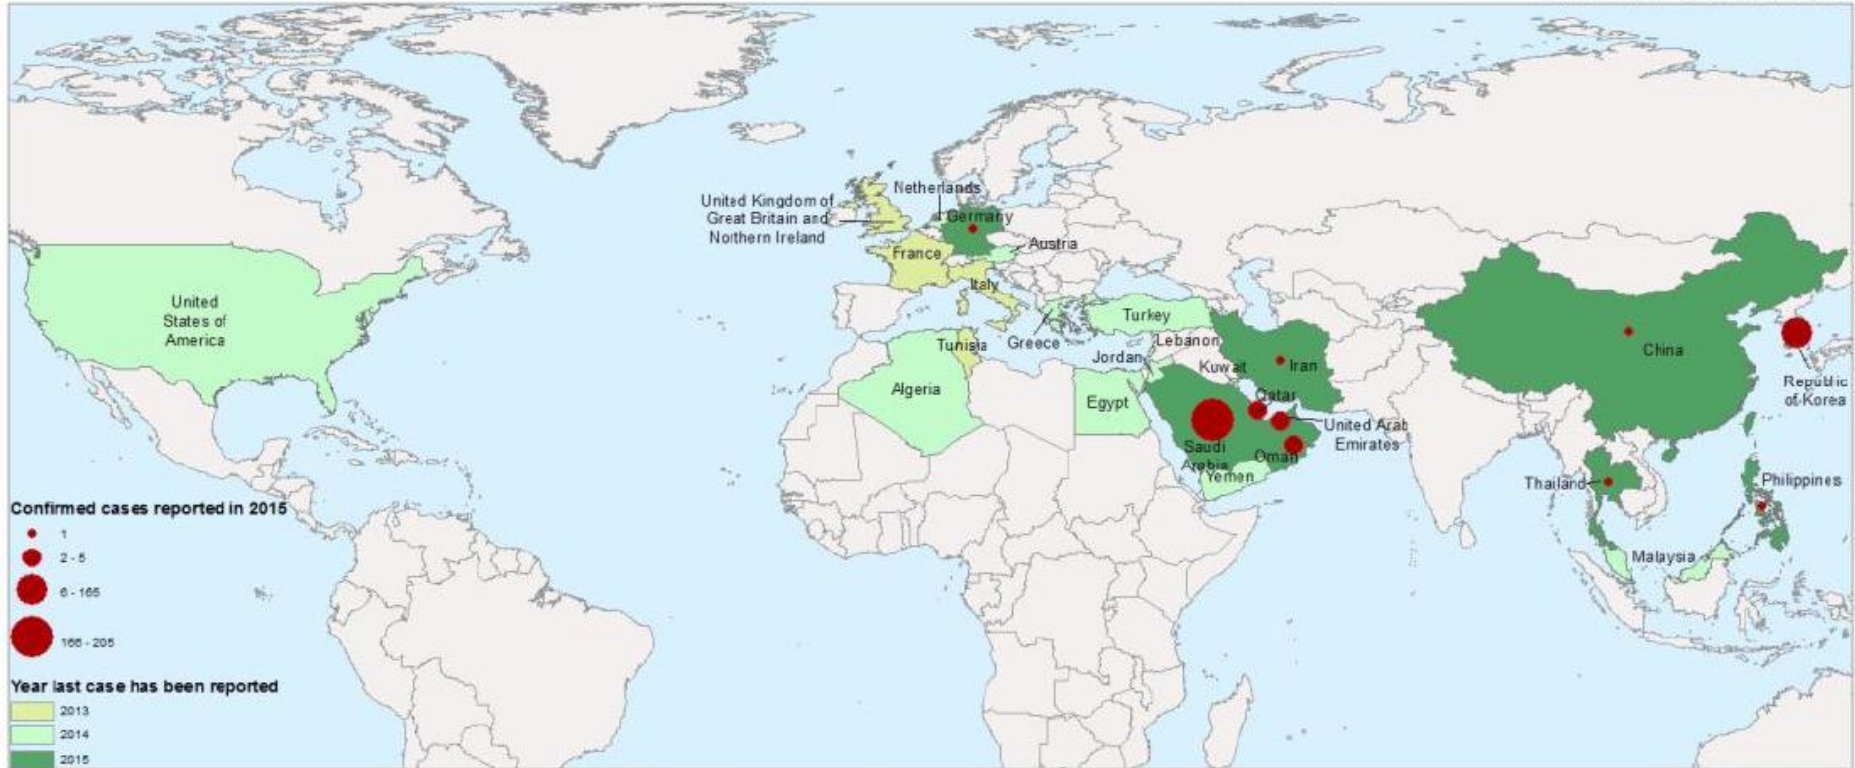 Netherlands
United Kingdom of
Great Britain and
Northern Ireland
Germany
Austria
France
Italy
United
States of
America
Turkey
Tunisia
Greece
Lebanon
Jordan
Kuwait
Iran
China
Algeria
Egypt
Qatar
Republic
of Korea
United Arab
Emirates
Saudi
Arabia
Oman
Yemen
Thailand
Philippines
Malaysia
Confirmed cases reported in 2015
1
2 - 5
6 - 165
166 - 205
Year last case has been reported
2013
2014
2015